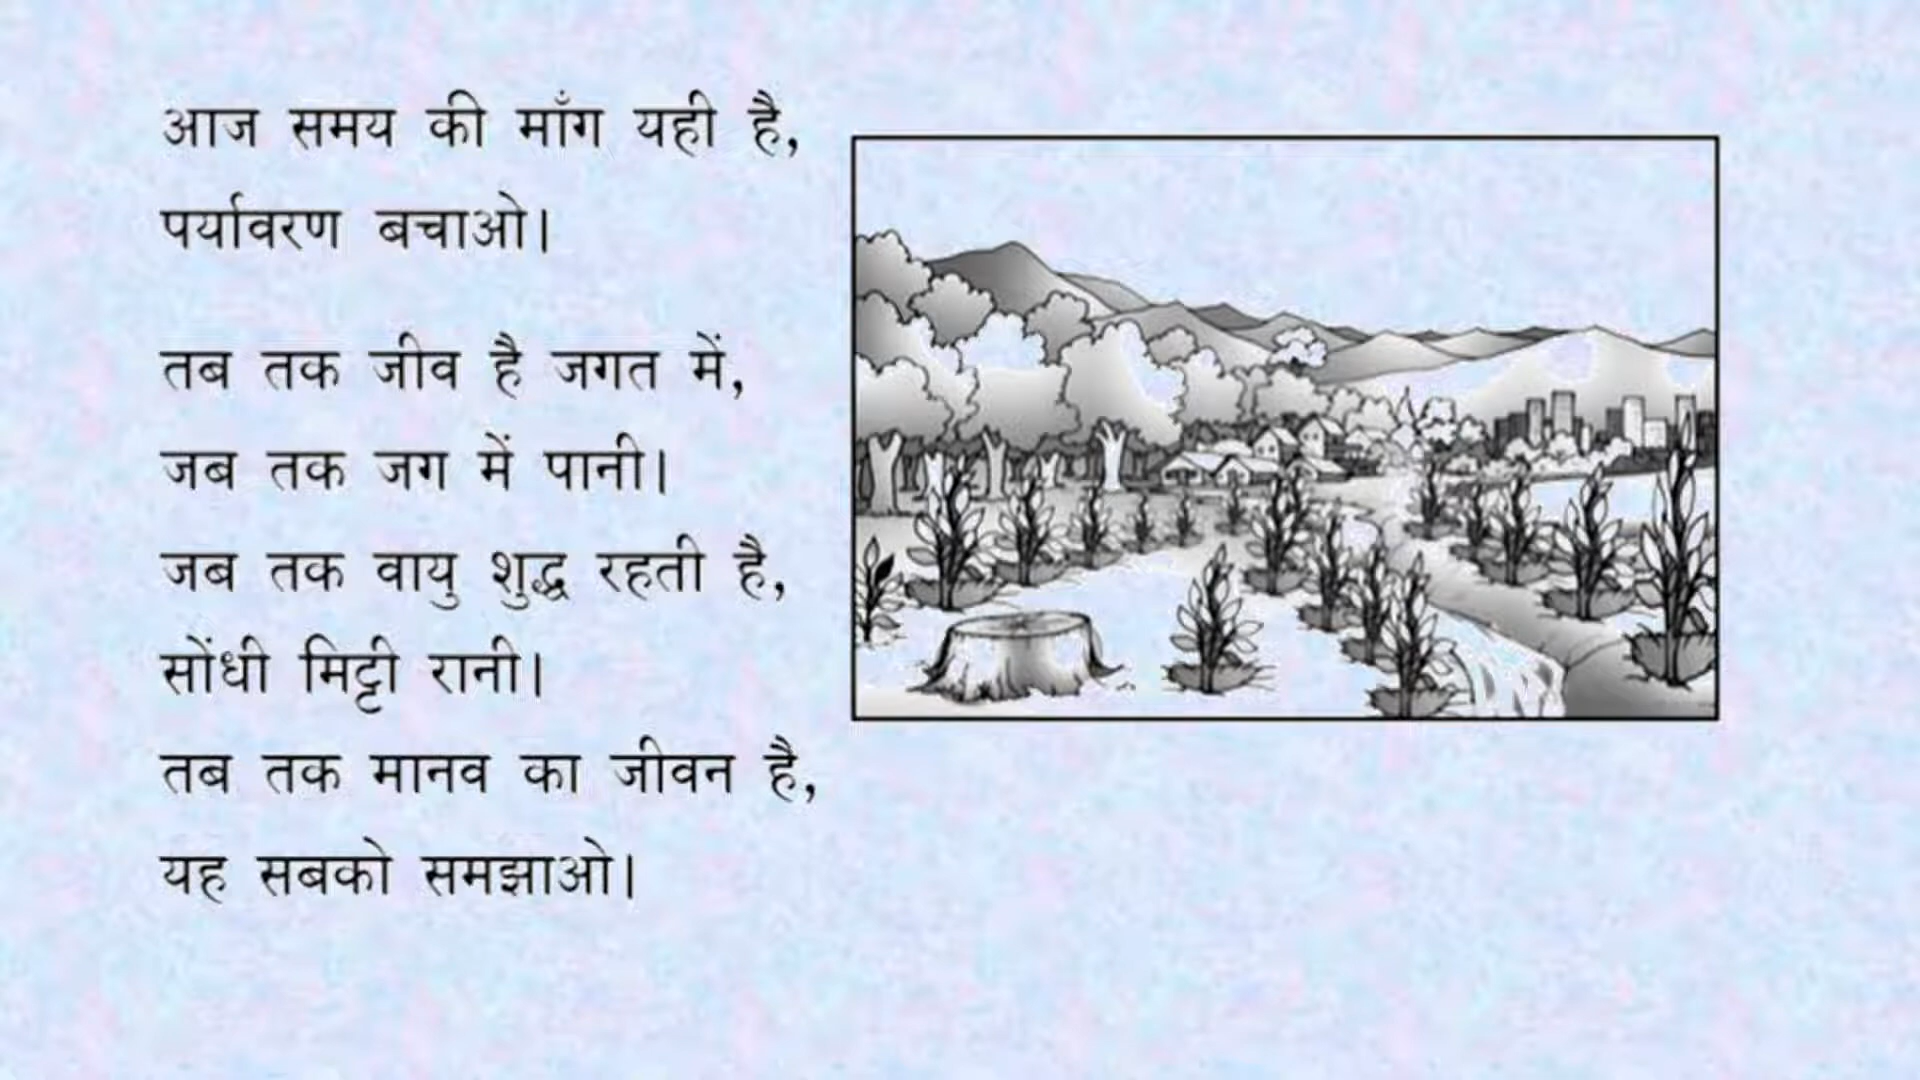 आज समय की माँग यही है,
पर्यावरण बचाओ।
तब तक जीव है जगत में,
जब तक जग में पानी।
जब तक वायु शुद्ध रहती है,
सोंधी मिट्टी रानी।
तब तक मानव का जीवन है,
यह सबको समझाओ।